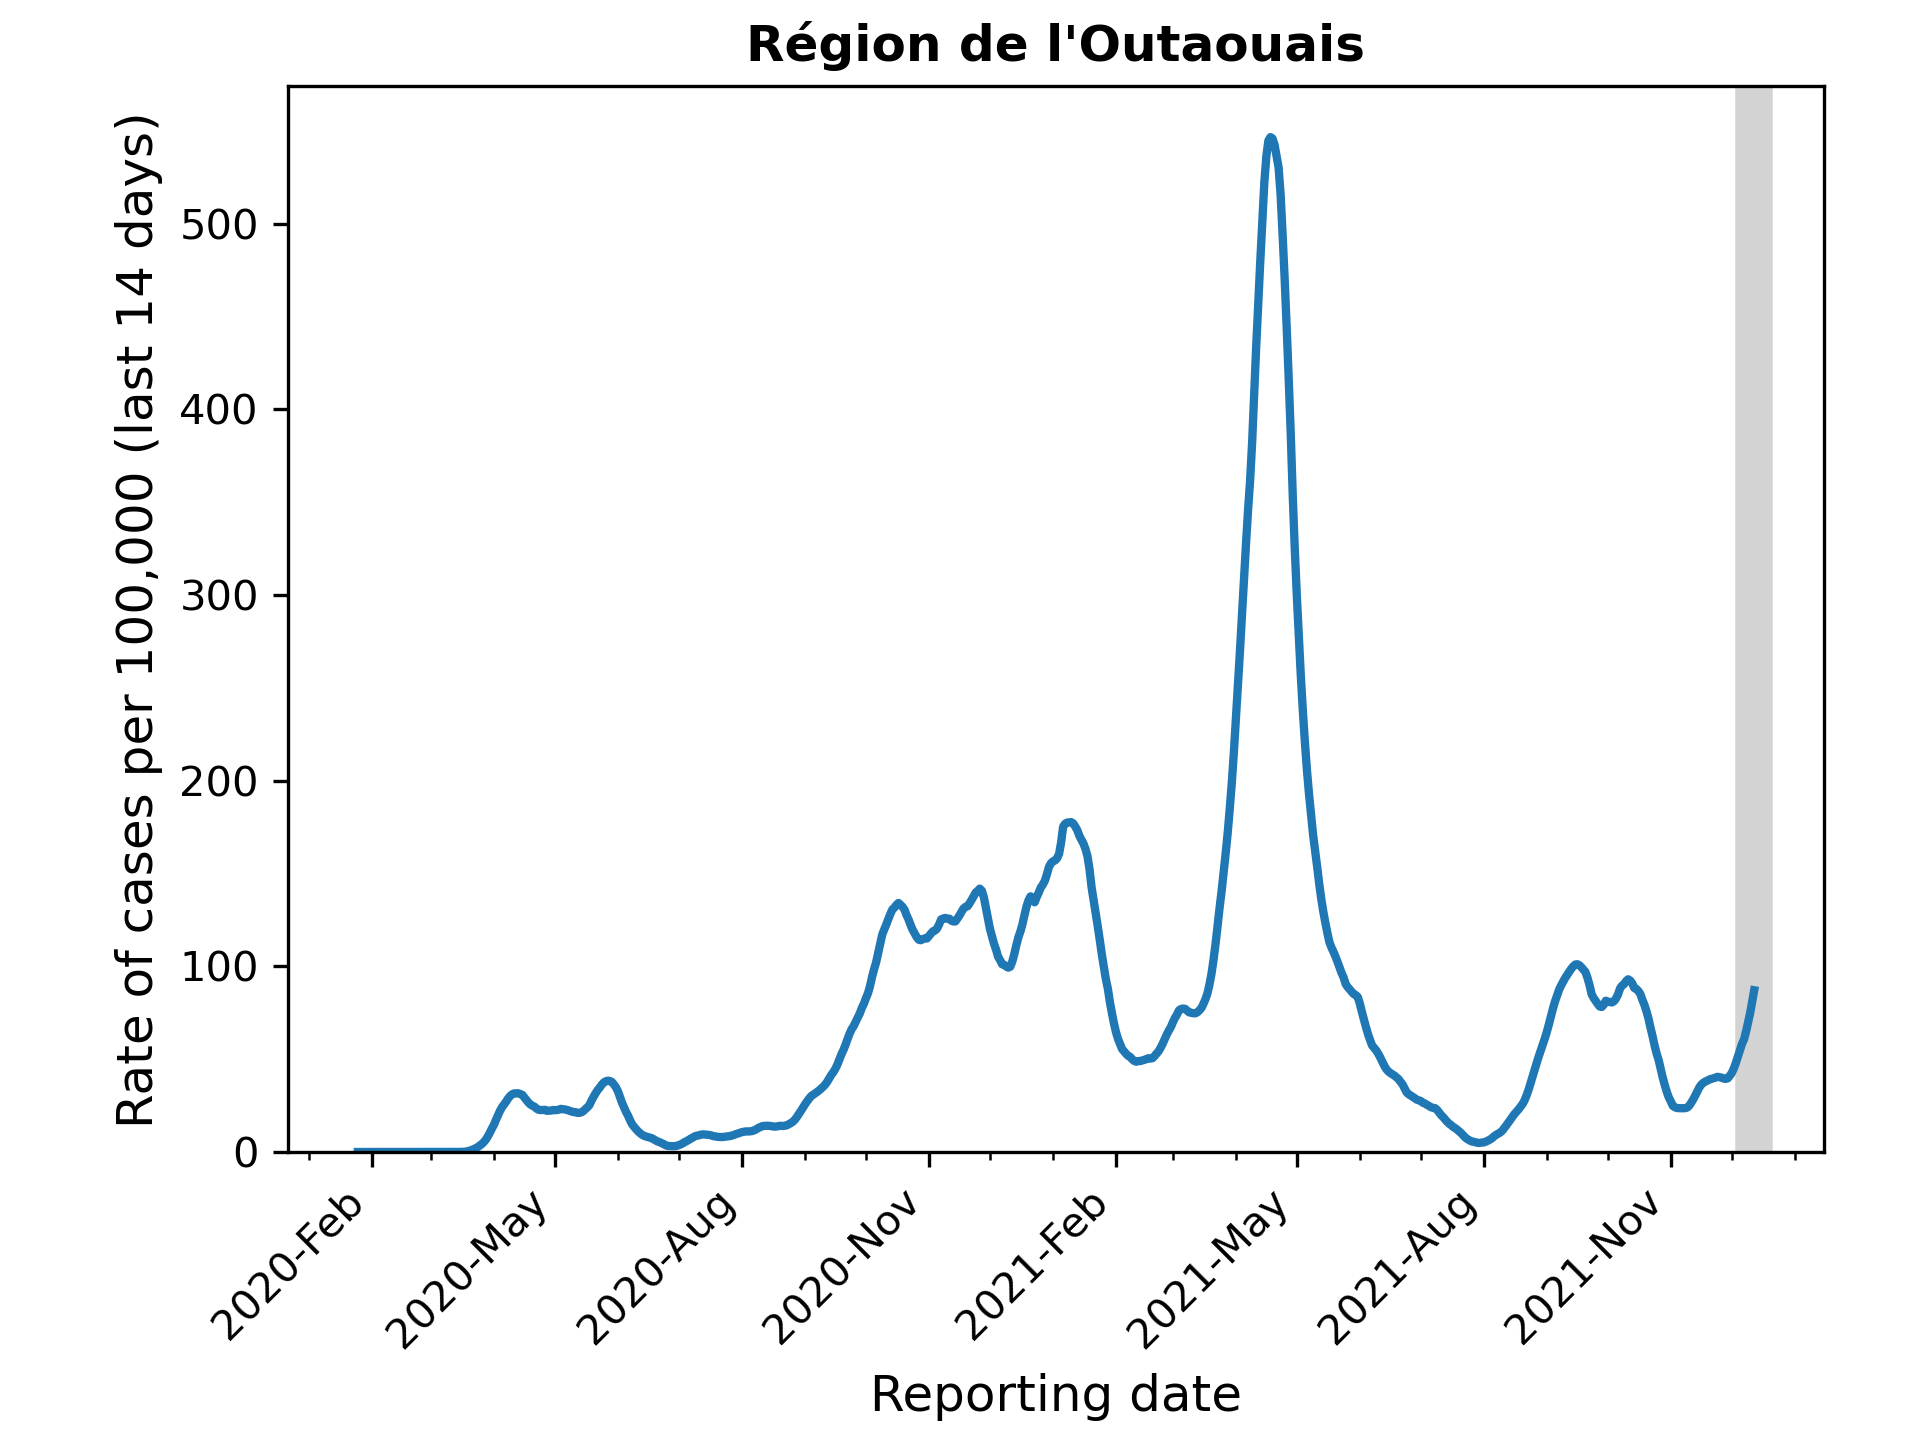 Région de l'Outaouais
Rate of cases per 100,000 (last 14 days)
500
400
300
200
100
0
2020-Feb
2020-May
2020-Aug
2020-Nov
2021-Feb
2021-May
2021-Aug
2021-Nov
Reporting date